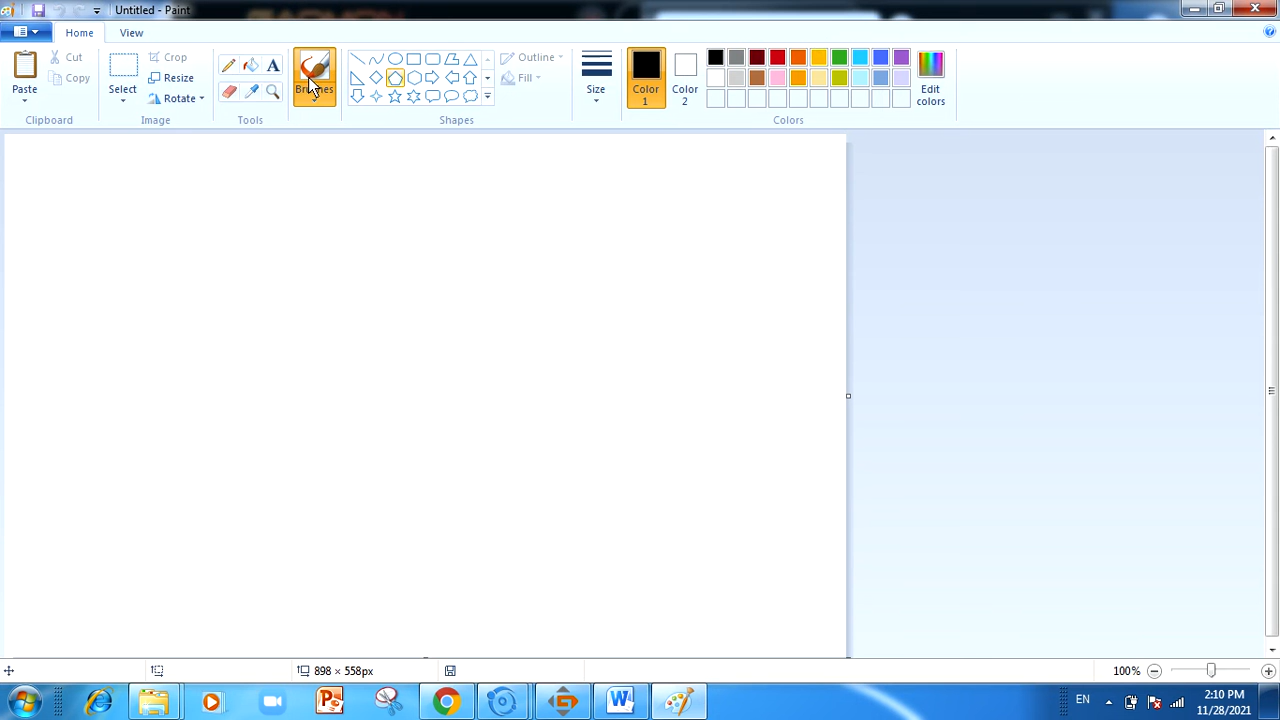 Untitled - Paint
Home
View
Paste
Cut
Copy
Clipboard
Select
Crop
Resize
Rotate
Image
A
Tools
Brushes
Shapes
Outline
Fill
Size
Color
1
Color
2
Edit
colors
Colors
898 × 558px
100%
EN
2:10 PM
11/28/2021